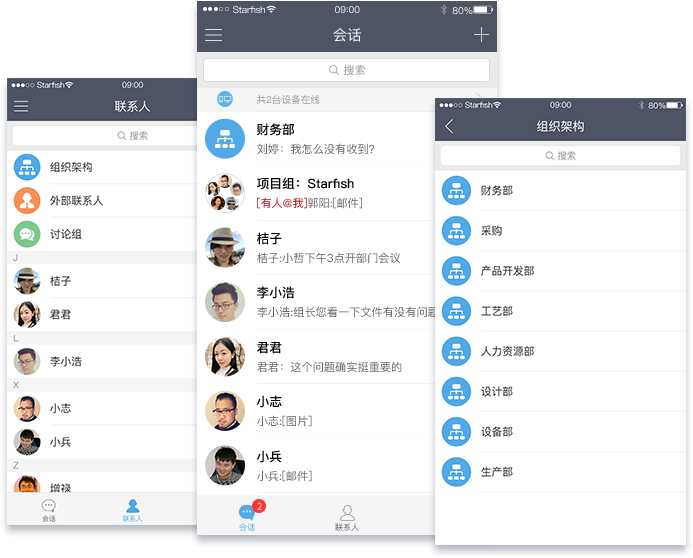 Starfish
09:00
联系人
搜索
组织架构
外部联系人
讨论组
J
桔子
君君
L
李小浩
X
小志
小兵
Z
增禄
会话
联系人
Starfish
09:00
80%
会话
搜索
共2台设备在线
财务部
刘婷：我怎么没有收到?
项目组：Starfish
[有人@我]郭阳:[邮件]
桔子
桔子:小哲下午3点开部门会议
李小浩
李小浩:组长您看一下文件有没有问题
君君
君君：这个问题确实挺重要的
小志
小志:[图片]
小兵
小兵:[邮件]
2
会话
联系人
Starfish
09:00
80%
组织架构
搜索
财务部
采购
产品开发部
工艺部
人力资源部
设计部
设备部
生产部